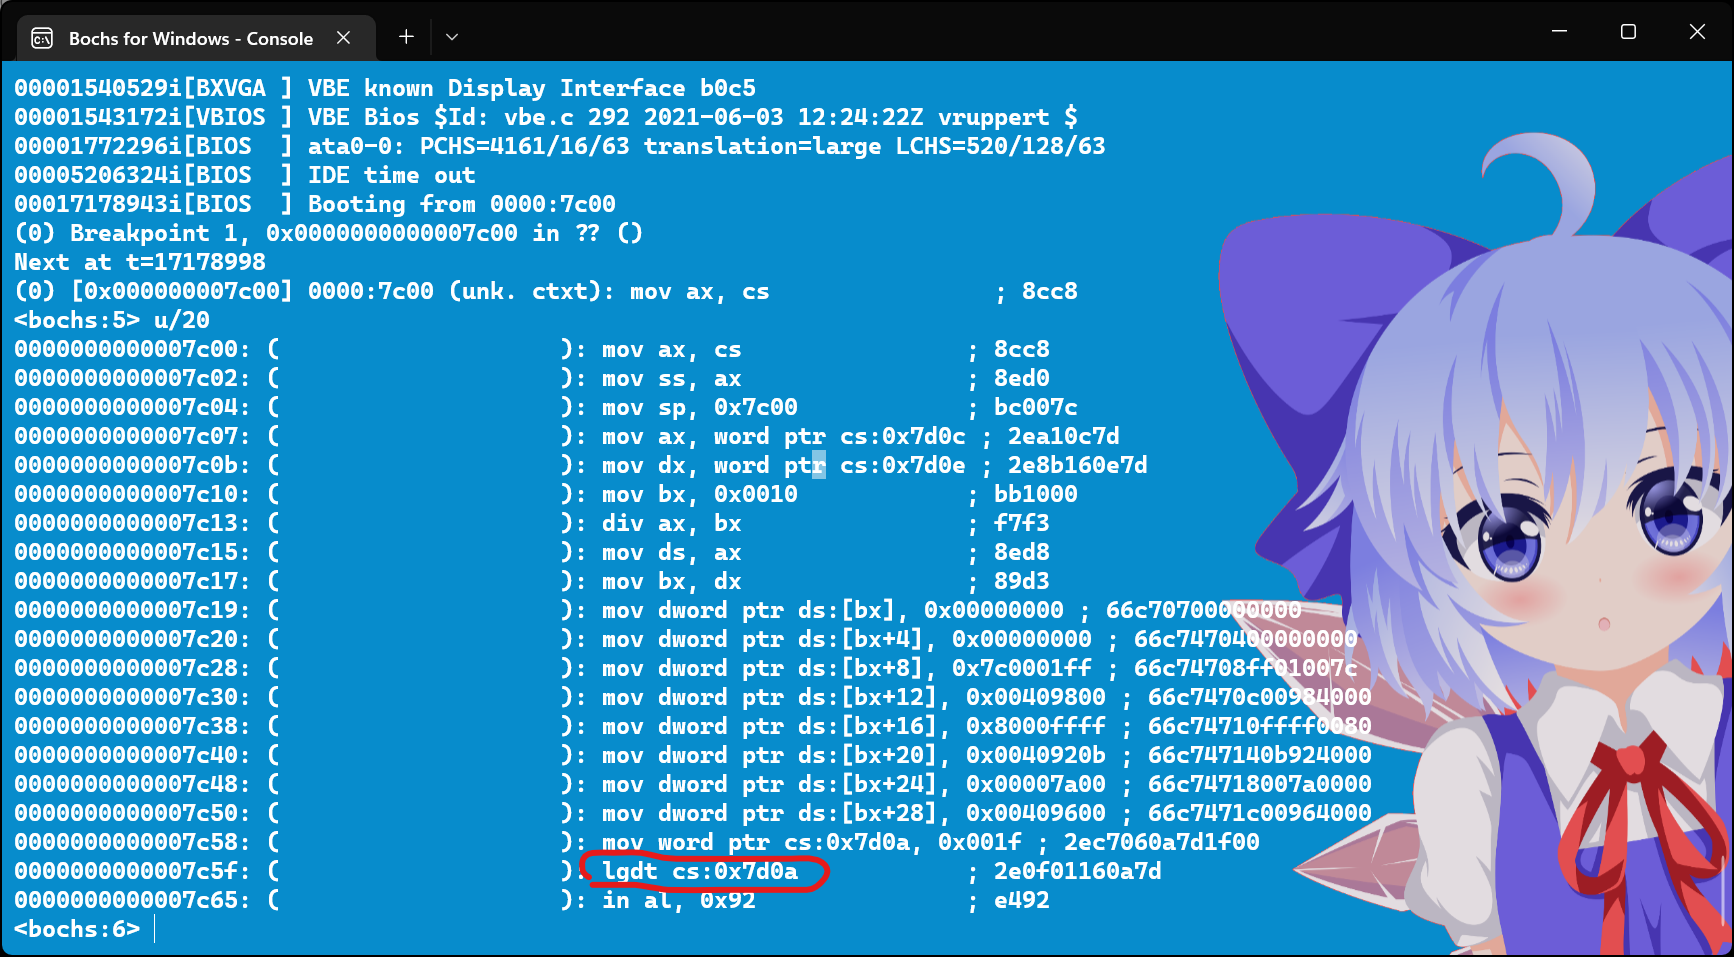 Bochs for Windows - Console
00001540529i[BXVGA ] VBE known Display Interface b0c5
00001543172i[VBIOS ] VBE Bios $Id: vbe.c 292 2021-06-03 12:24:22Z vruppert $
00001772296i[BIOS  ] ata0-0: PCHS=4161/16/63 translation=large LCHS=520/128/63
00005206324i[BIOS  ] IDE time out
00017178943i[BIOS  ] Booting from 0000:7c00
(0) Breakpoint 1, 0x0000000000007c00 in ?? ()
Next at t=17178998
(0) [0x000000007c00] 0000:7c00 (unk. ctxt): mov ax, cs                ; 8cc8
<bochs:5> u/20
0000000000007c00: (                    ): mov ax, cs                ; 8cc8
0000000000007c02: (                    ): mov ss, ax                ; 8ed0
0000000000007c04: (                    ): mov sp, 0x7c00            ; bc007c
0000000000007c07: (                    ): mov ax, word ptr cs:0x7d0c ; 2ea10c7d
0000000000007c0b: (                    ): mov dx, word ptr cs:0x7d0e ; 2e8b160e7d
0000000000007c10: (                    ): mov bx, 0x0010            ; bb1000
0000000000007c13: (                    ): div ax, bx                ; f7f3
0000000000007c15: (                    ): mov ds, ax                ; 8ed8
0000000000007c17: (                    ): mov bx, dx                ; 89d3
0000000000007c19: (                    ): mov dword ptr ds:[bx], 0x00000000 ; 66c70700000000
0000000000007c20: (                    ): mov dword ptr ds:[bx+4], 0x00000000 ; 66c7470400000000
0000000000007c28: (                    ): mov dword ptr ds:[bx+8], 0x7c0001ff ; 66c74708ff01007c
0000000000007c30: (                    ): mov dword ptr ds:[bx+12], 0x00409800 ; 66c7470c00984000
0000000000007c38: (                    ): mov dword ptr ds:[bx+16], 0x8000ffff ; 66c74710ffff0080
0000000000007c40: (                    ): mov dword ptr ds:[bx+20], 0x0040920b ; 66c747140b924000
0000000000007c48: (                    ): mov dword ptr ds:[bx+24], 0x00007a00 ; 66c74718007a0000
0000000000007c50: (                    ): mov dword ptr ds:[bx+28], 0x00409600 ; 66c7471c00964000
0000000000007c58: (                    ): mov word ptr cs:0x7d0a, 0x001f ; 2ec7060a7d1f00
0000000000007c5f: (                    ): lgdt cs:0x7d0a            ; 2e0f01160a7d
0000000000007c65: (                    ): in al, 0x92               ; e492
<bochs:6>